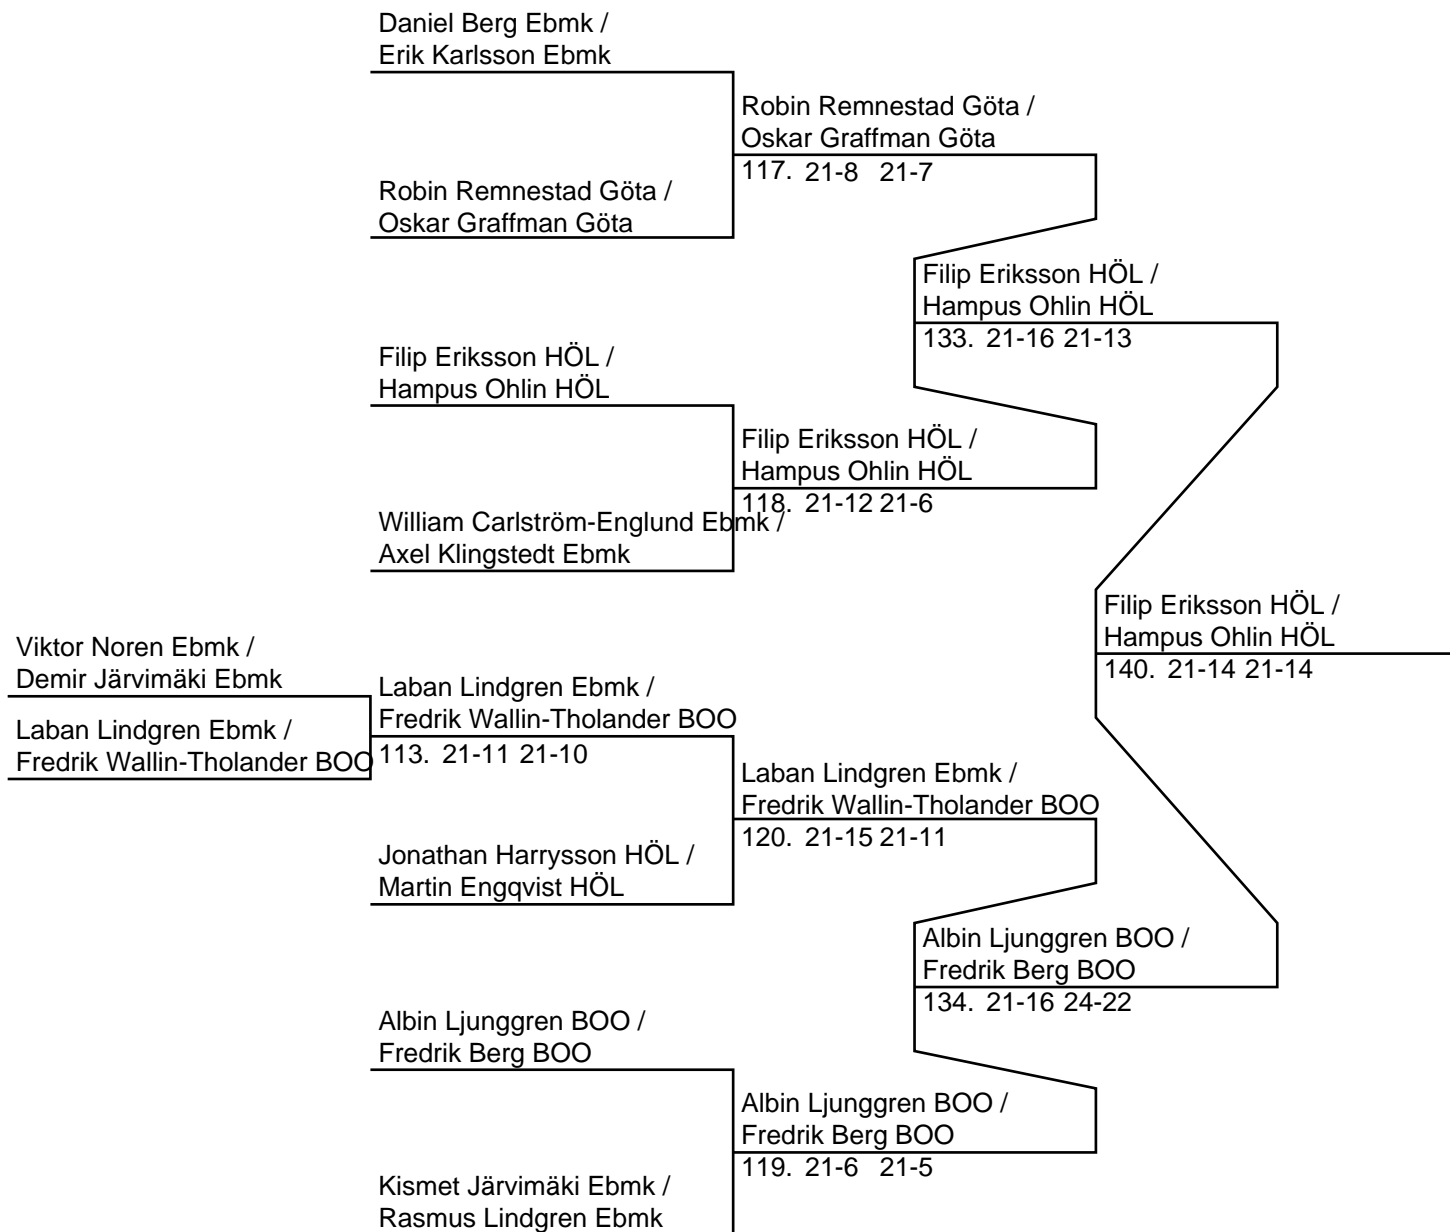 Daniel Berg Ebmk /
Erik Karlsson Ebmk
Robin Remnestad Göta /
Oskar Graffman Göta
117. 21-8 21-7
Robin Remnestad Göta /
Oskar Graffman Göta
Filip Eriksson HÖL /
Hampus Ohlin HÖL
133. 21-16 21-13
Filip Eriksson HÖL /
Hampus Ohlin HÖL
Filip Eriksson HÖL /
Hampus Ohlin HÖL
118. 21-12 21-6
William Carlström-Englund Ebmk /
Axel Klingstedt Ebmk
Filip Eriksson HÖL /
Hampus Ohlin HÖL
140. 21-14 21-14
Viktor Noren Ebmk /
Demir Järvimäki Ebmk
Laban Lindgren Ebmk /
Fredrik Wallin-Tholander BOO
113. 21-11 21-10
Laban Lindgren Ebmk /
Fredrik Wallin-Tholander BOO
Laban Lindgren Ebmk /
Fredrik Wallin-Tholander BOO
120. 21-15 21-11
Jonathan Harrysson HÖL /
Martin Engqvist HÖL
Albin Ljunggren BOO /
Fredrik Berg BOO
134. 21-16 24-22
Albin Ljunggren BOO /
Fredrik Berg BOO
Albin Ljunggren BOO /
Fredrik Berg BOO
119. 21-6 21-5
Kismet Järvimäki Ebmk /
Rasmus Lindgren Ebmk